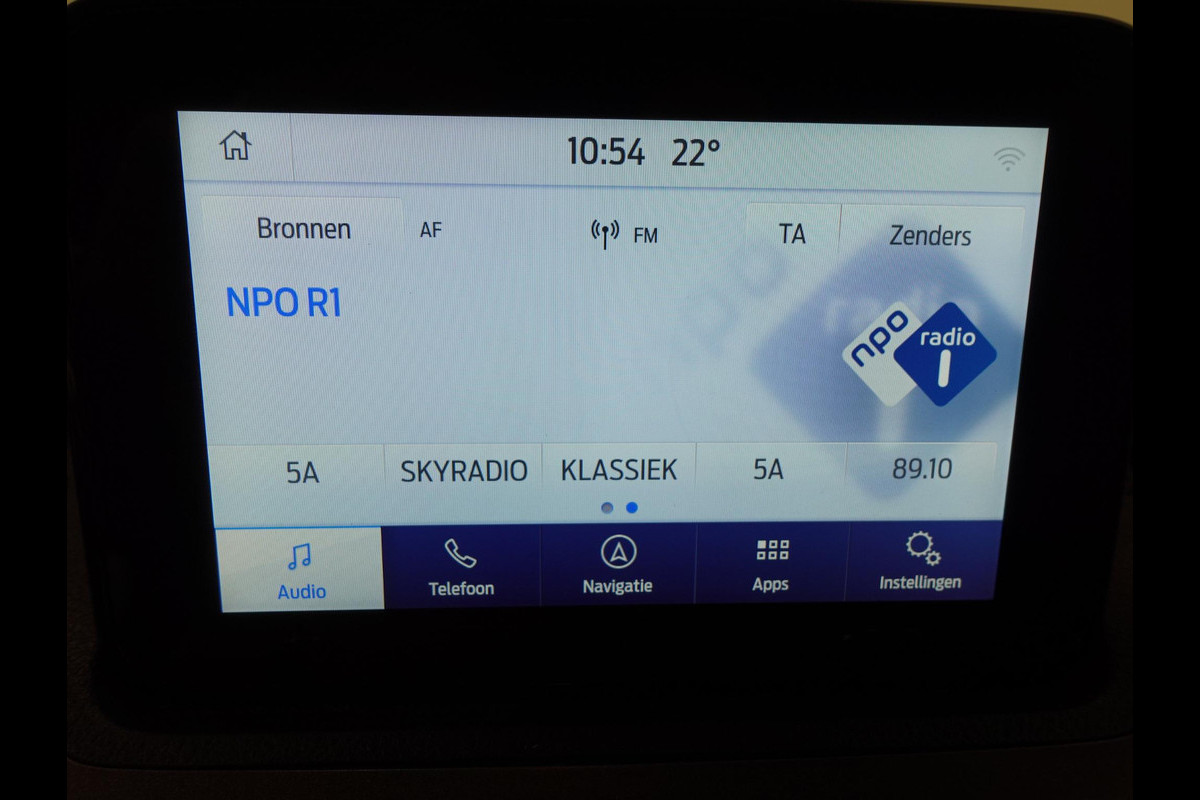 10:54 22°
Bronnen AF FM TA Zenders
NPO R1
npo radio 1
5A SKYRADIO KLASSIEK 5A 89.10
Audio Telefoon Navigatie Apps Instellingen